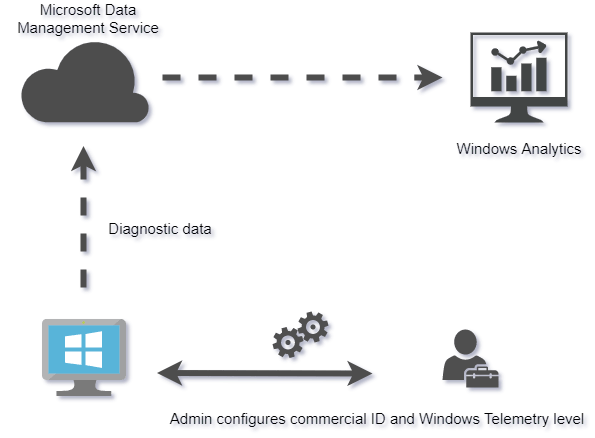 Microsoft Data
Management Service
Windows Analytics
Diagnostic data
Admin configures commercial ID and Windows Telemetry level